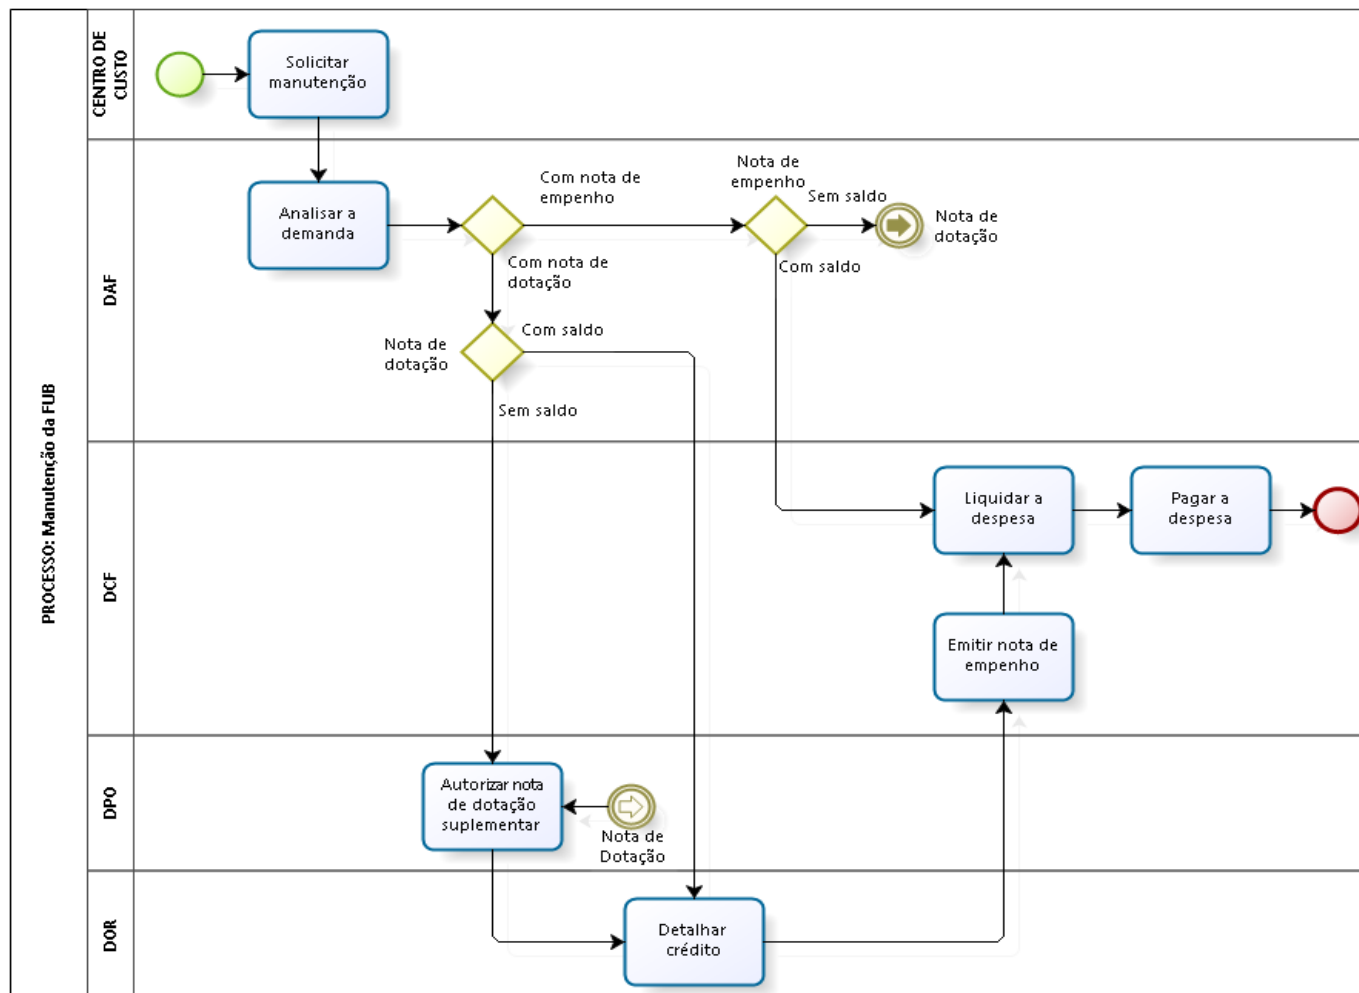 PROCESSO: Manutenção da FUB
CENTRO DE
CUSTO
Solicitar
manutenção
DAF
Analisar a
demanda
Com nota de
empenho
Nota de
empenho
Sem saldo
Nota de
dotação
Com saldo
Com nota de
dotação
Nota de
dotação
Com saldo
Sem saldo
DCF
Liquidar a
despesa
Pagar a
despesa
Emitir nota de
empenho
DPO
Autorizar nota
de dotação
suplementar
Nota de
Dotação
DOR
Detalhar
crédito